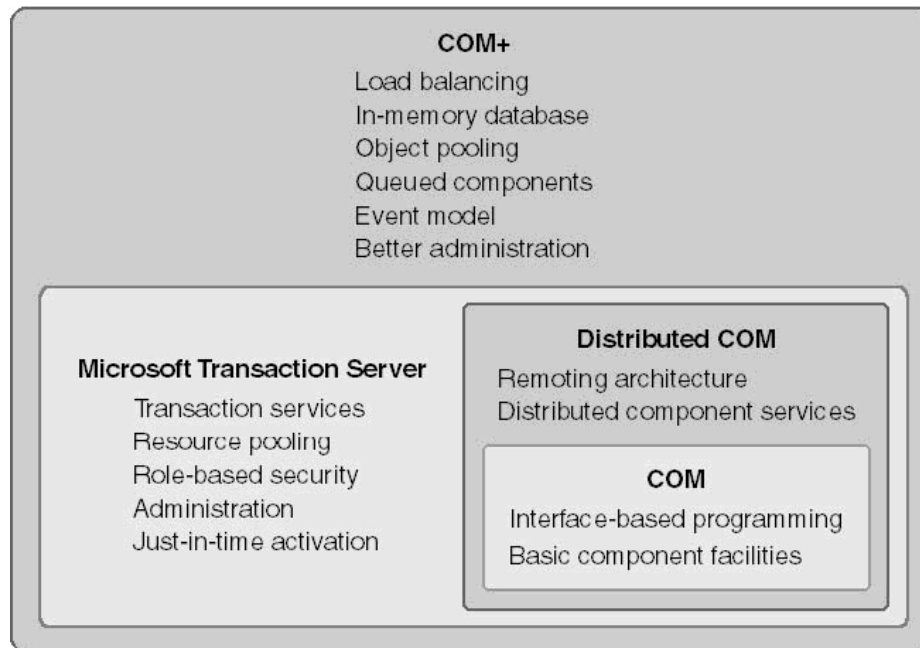 COM+
Load balancing
In-memory database
Object pooling
Queued components
Event model
Better administration
Microsoft Transaction Server
Transaction services
Resource pooling
Role-based security
Administration
Just-in-time activation
Distributed COM
Remoting architecture
Distributed component services
COM
Interface-based programming
Basic component facilities